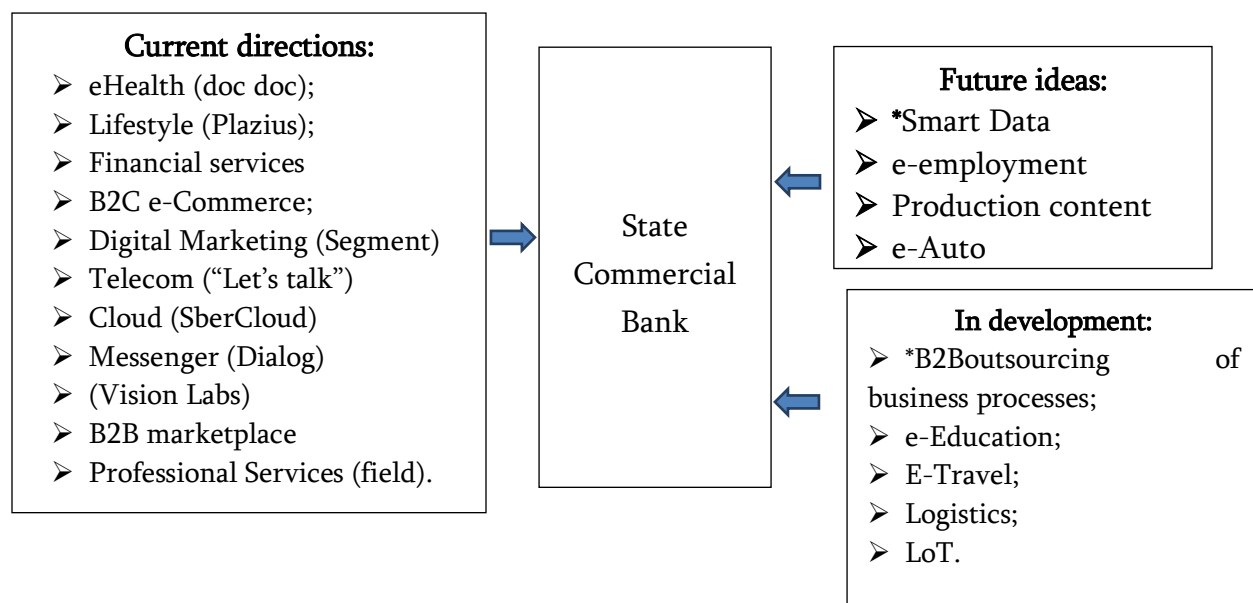 Current directions:
➢ eHealth (doc doc);
➢ Lifestyle (Plazius);
➢ Financial services
➢ B2C e-Commerce;
➢ Digital Marketing (Segment)
➢ Telecom (“Let’s talk”)
➢ Cloud (SberCloud)
➢ Messenger (Dialog)
➢ (Vision Labs)
➢ B2B marketplace
➢ Professional Services (field).
State
Commercial
Bank
Future ideas:
➢ *Smart Data
➢ e-employment
➢ Production content
➢ e-Auto
In development:
➢ *B2Boutsourcing of
business processes;
➢ e-Education;
➢ E-Travel;
➢ Logistics;
➢ LoT.